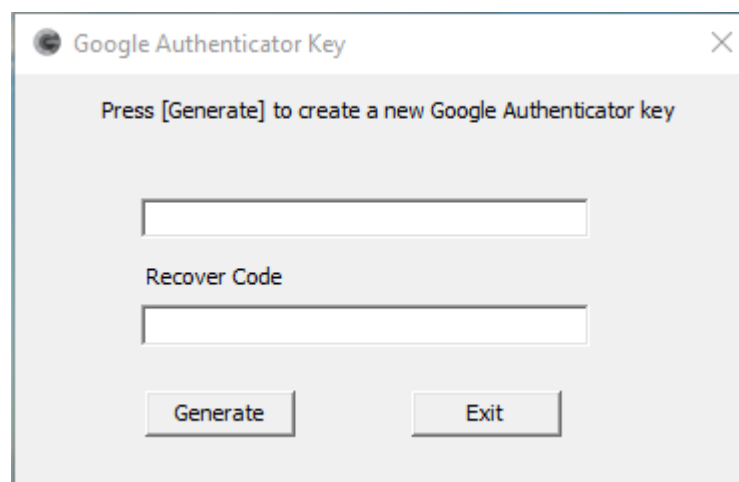 Google Authenticator Key
Press [Generate] to create a new Google Authenticator key
Recover Code
Generate Exit